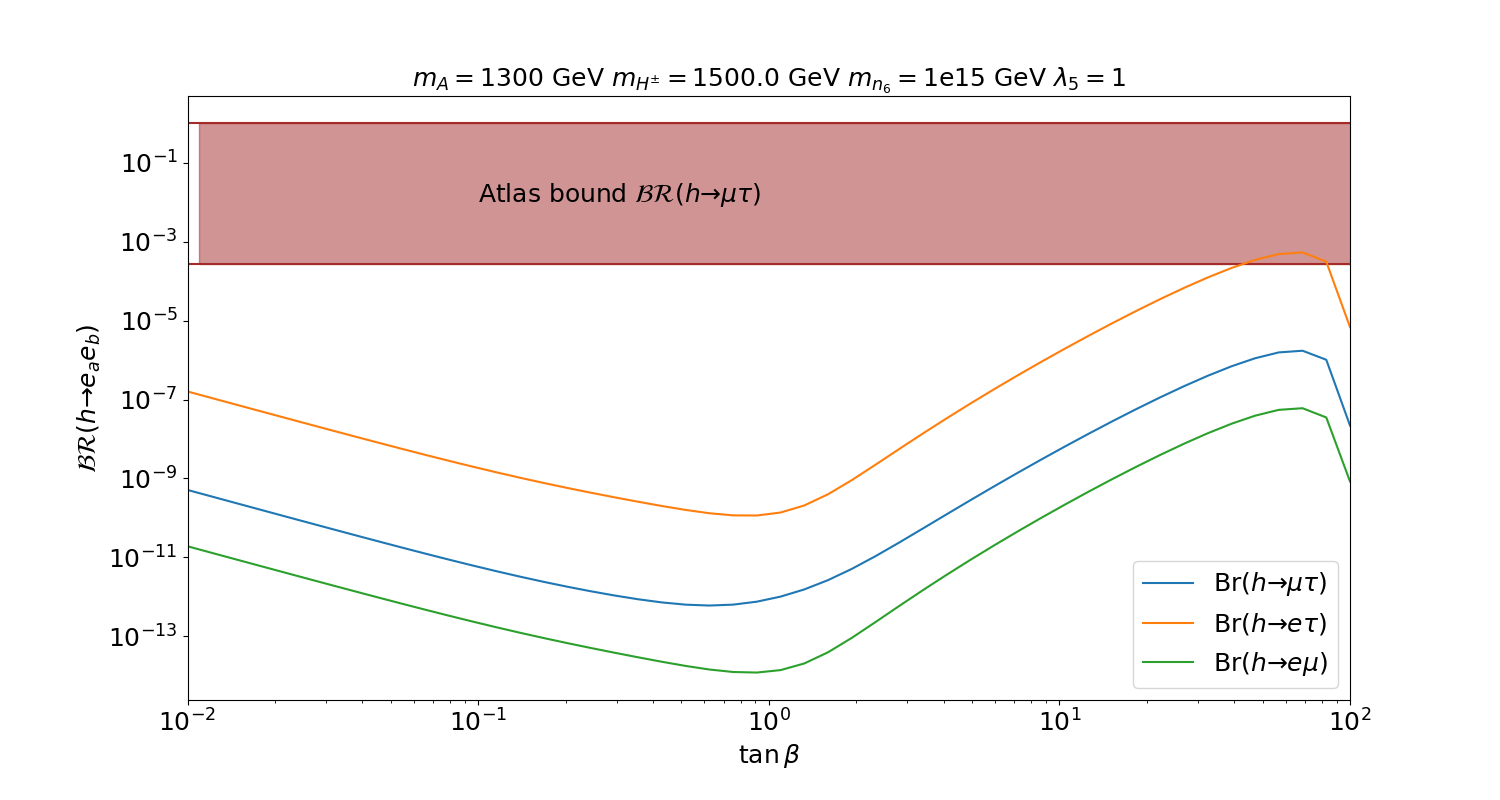 m_A = 1300 GeV m_{H^±} = 1500.0 GeV m_{n_6} = 1e15 GeV λ_5 = 1
10^{-1}
Atlas bound ℬℛ(h→μτ)
10^{-3}
10^{-5}
ℬℛ(h→e_a e_b)
10^{-7}
10^{-9}
10^{-11}
10^{-13}
Br(h→μτ)
Br(h→eτ)
Br(h→eμ)
10^{-2} 10^{-1} 10^0 10^1 10^2
tan β